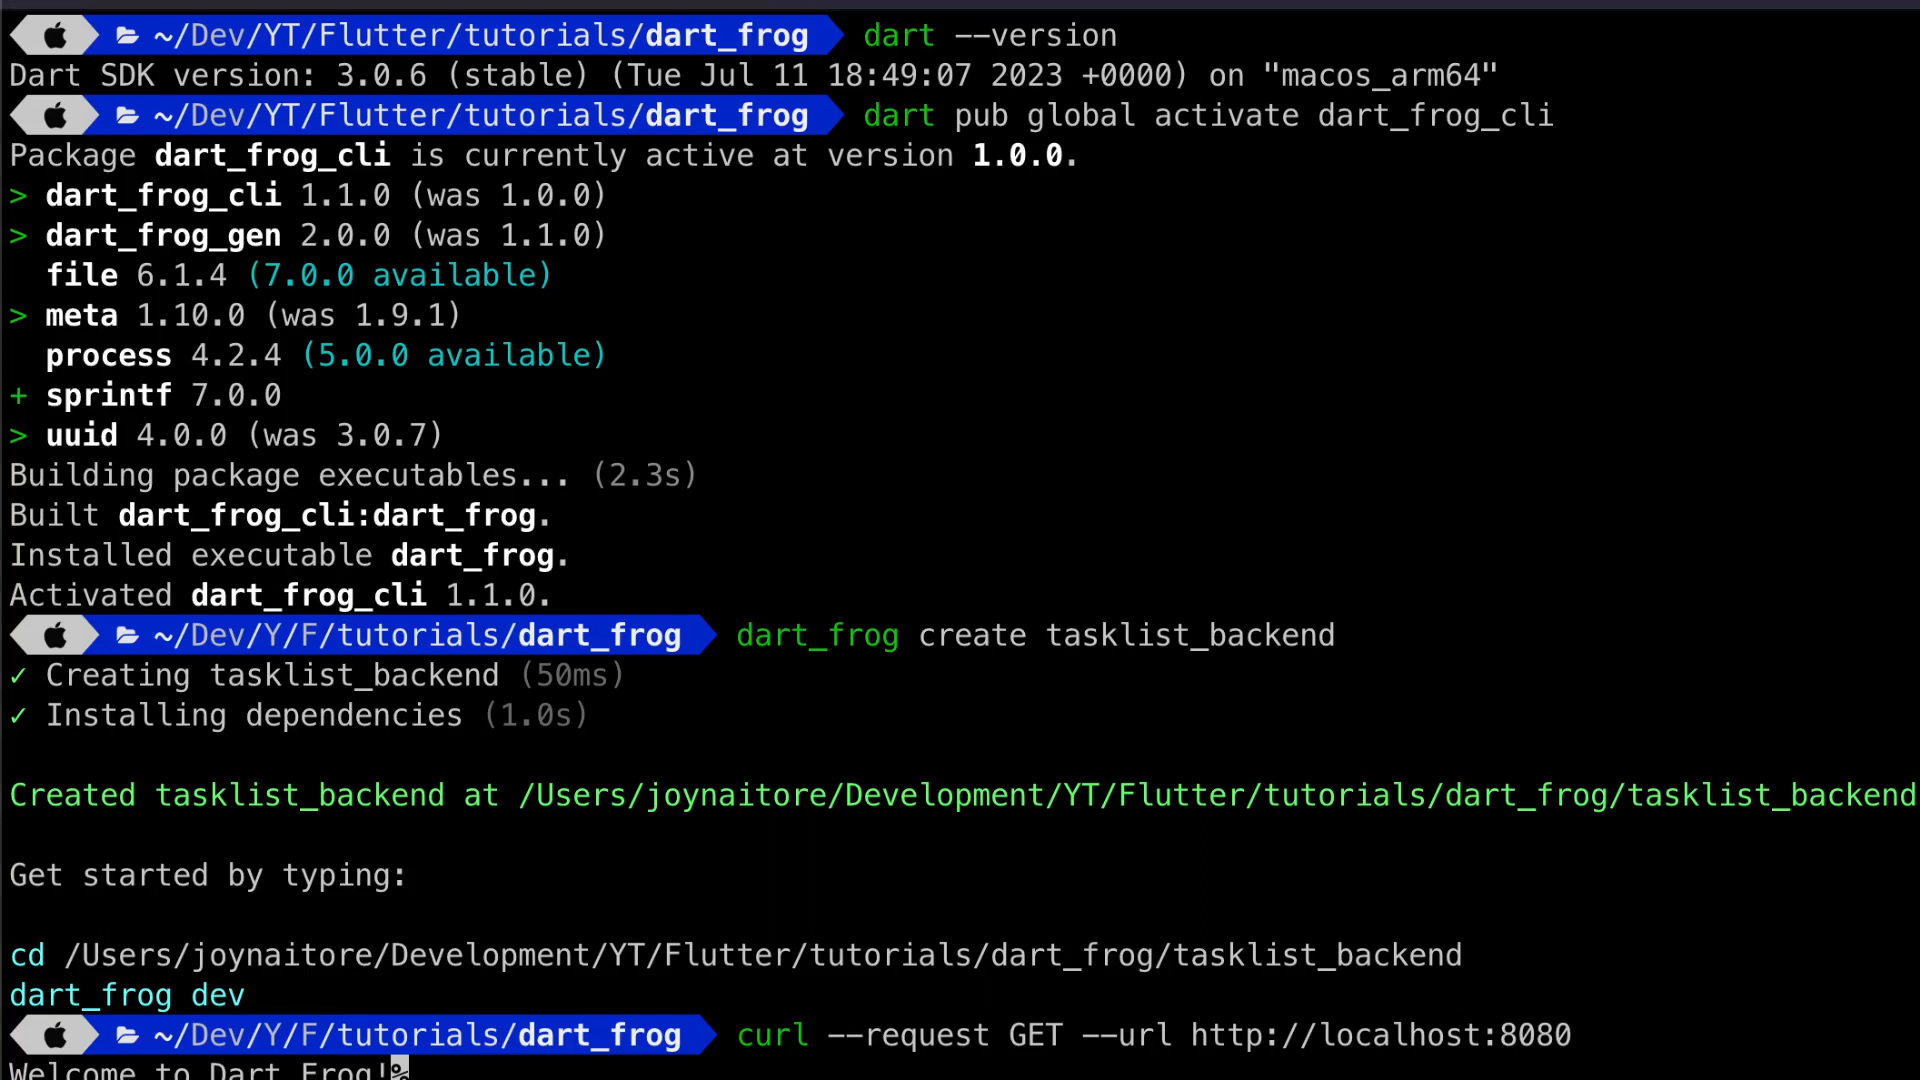 ~/Dev/YT/Flutter/tutorials/dart_frog dart --version
Dart SDK version: 3.0.6 (stable) (Tue Jul 11 18:49:07 2023 +0000) on "macos_arm64"
~/Dev/YT/Flutter/tutorials/dart_frog dart pub global activate dart_frog_cli
Package dart_frog_cli is currently active at version 1.0.0.
> dart_frog_cli 1.1.0 (was 1.0.0)
> dart_frog_gen 2.0.0 (was 1.1.0)
file 6.1.4 (7.0.0 available)
> meta 1.10.0 (was 1.9.1)
process 4.2.4 (5.0.0 available)
+ sprintf 7.0.0
> uuid 4.0.0 (was 3.0.7)
Building package executables... (2.3s)
Built dart_frog_cli:dart_frog.
Installed executable dart_frog.
Activated dart_frog_cli 1.1.0.
~/Dev/Y/F/tutorials/dart_frog dart_frog create tasklist_backend
✓ Creating tasklist_backend (50ms)
✓ Installing dependencies (1.0s)
Created tasklist_backend at /Users/joynaitore/Development/YT/Flutter/tutorials/dart_frog/tasklist_backend
Get started by typing:
cd /Users/joynaitore/Development/YT/Flutter/tutorials/dart_frog/tasklist_backend
dart_frog dev
~/Dev/Y/F/tutorials/dart_frog curl --request GET --url http://localhost:8080
Welcome to Dart Frog!%